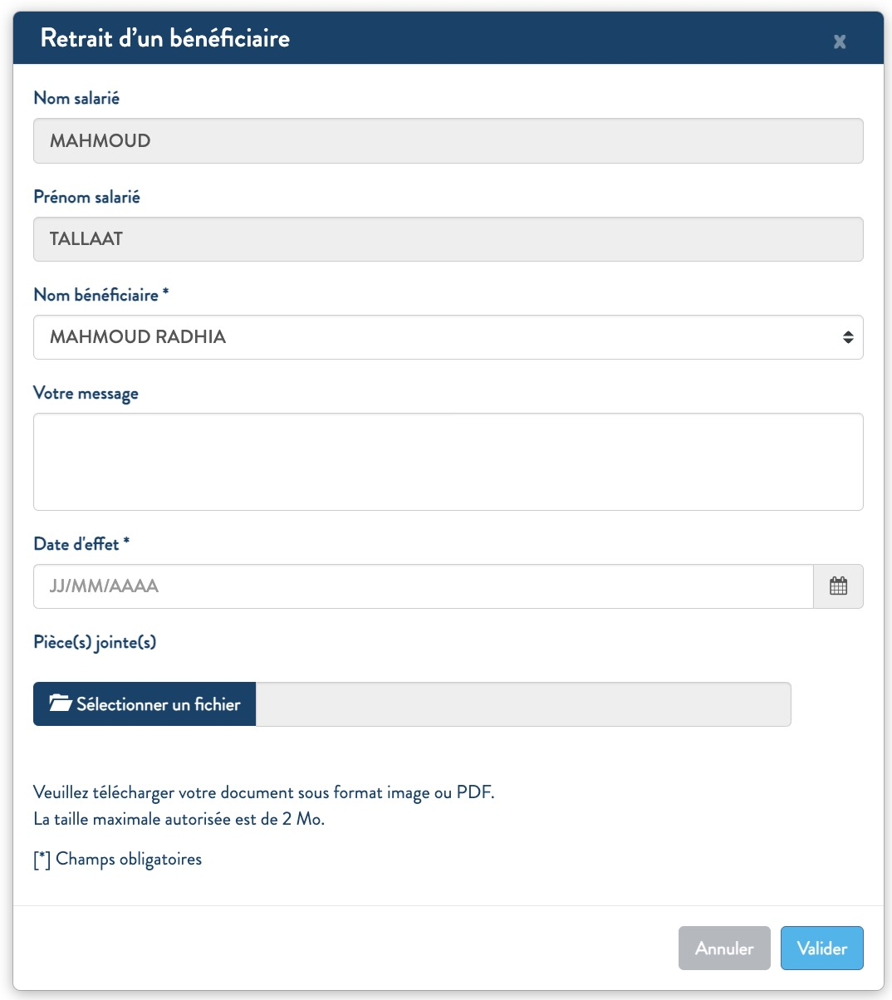 Retrait d’un bénéficiaire
x
Nom salarié
MAHMOUD
Prénom salarié
TALLAAT
Nom bénéficiaire *
MAHMOUD RADHIA
Votre message
Date d'effet *
JJ/MM/AAAA
Pièce(s) jointe(s)
Sélectionner un fichier
Veuillez télécharger votre document sous format image ou PDF.
La taille maximale autorisée est de 2 Mo.
[*] Champs obligatoires
Annuler Valider